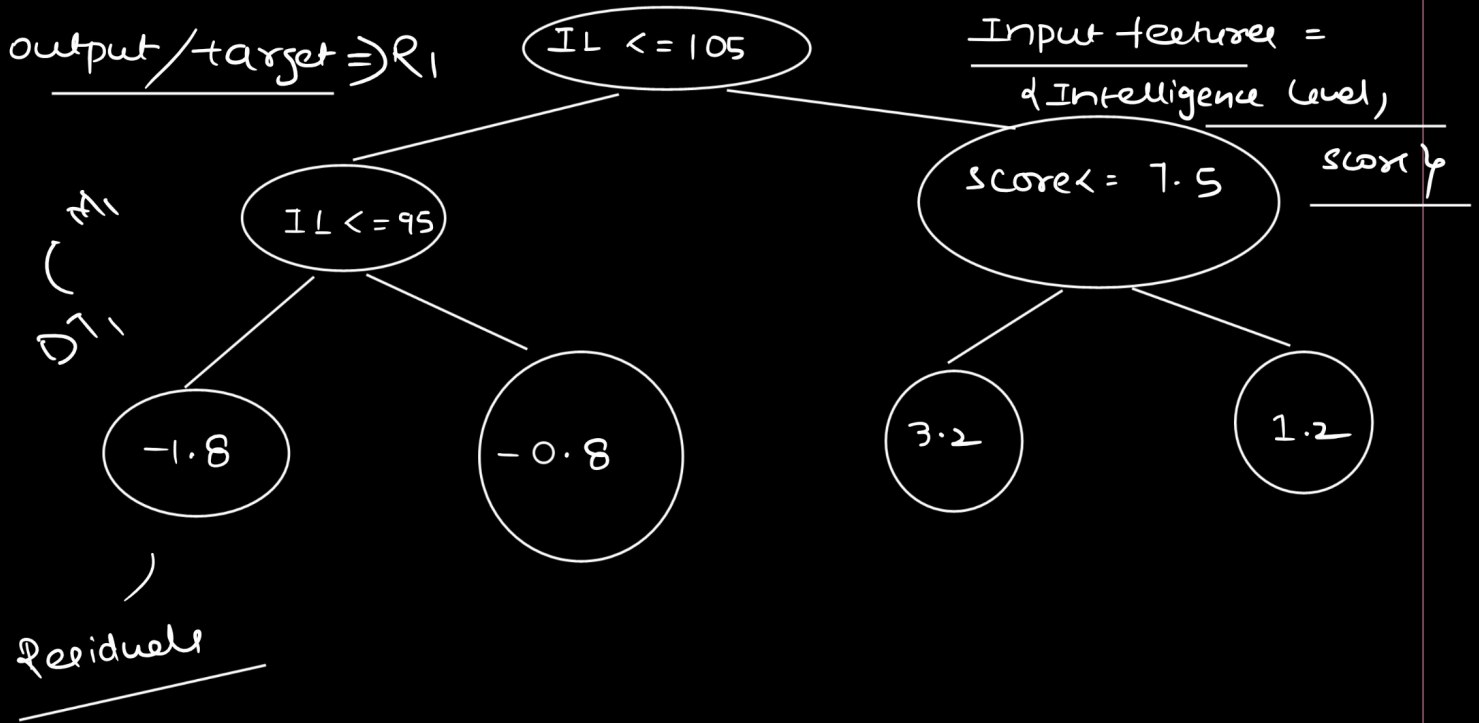 output/target ⇒ R1
IL <= 105
Input features =
{Intelligence level,
score}
score <= 7.5
IL <= 95
M1
DT1
-1.8
-0.8
3.2
1.2
Residuals